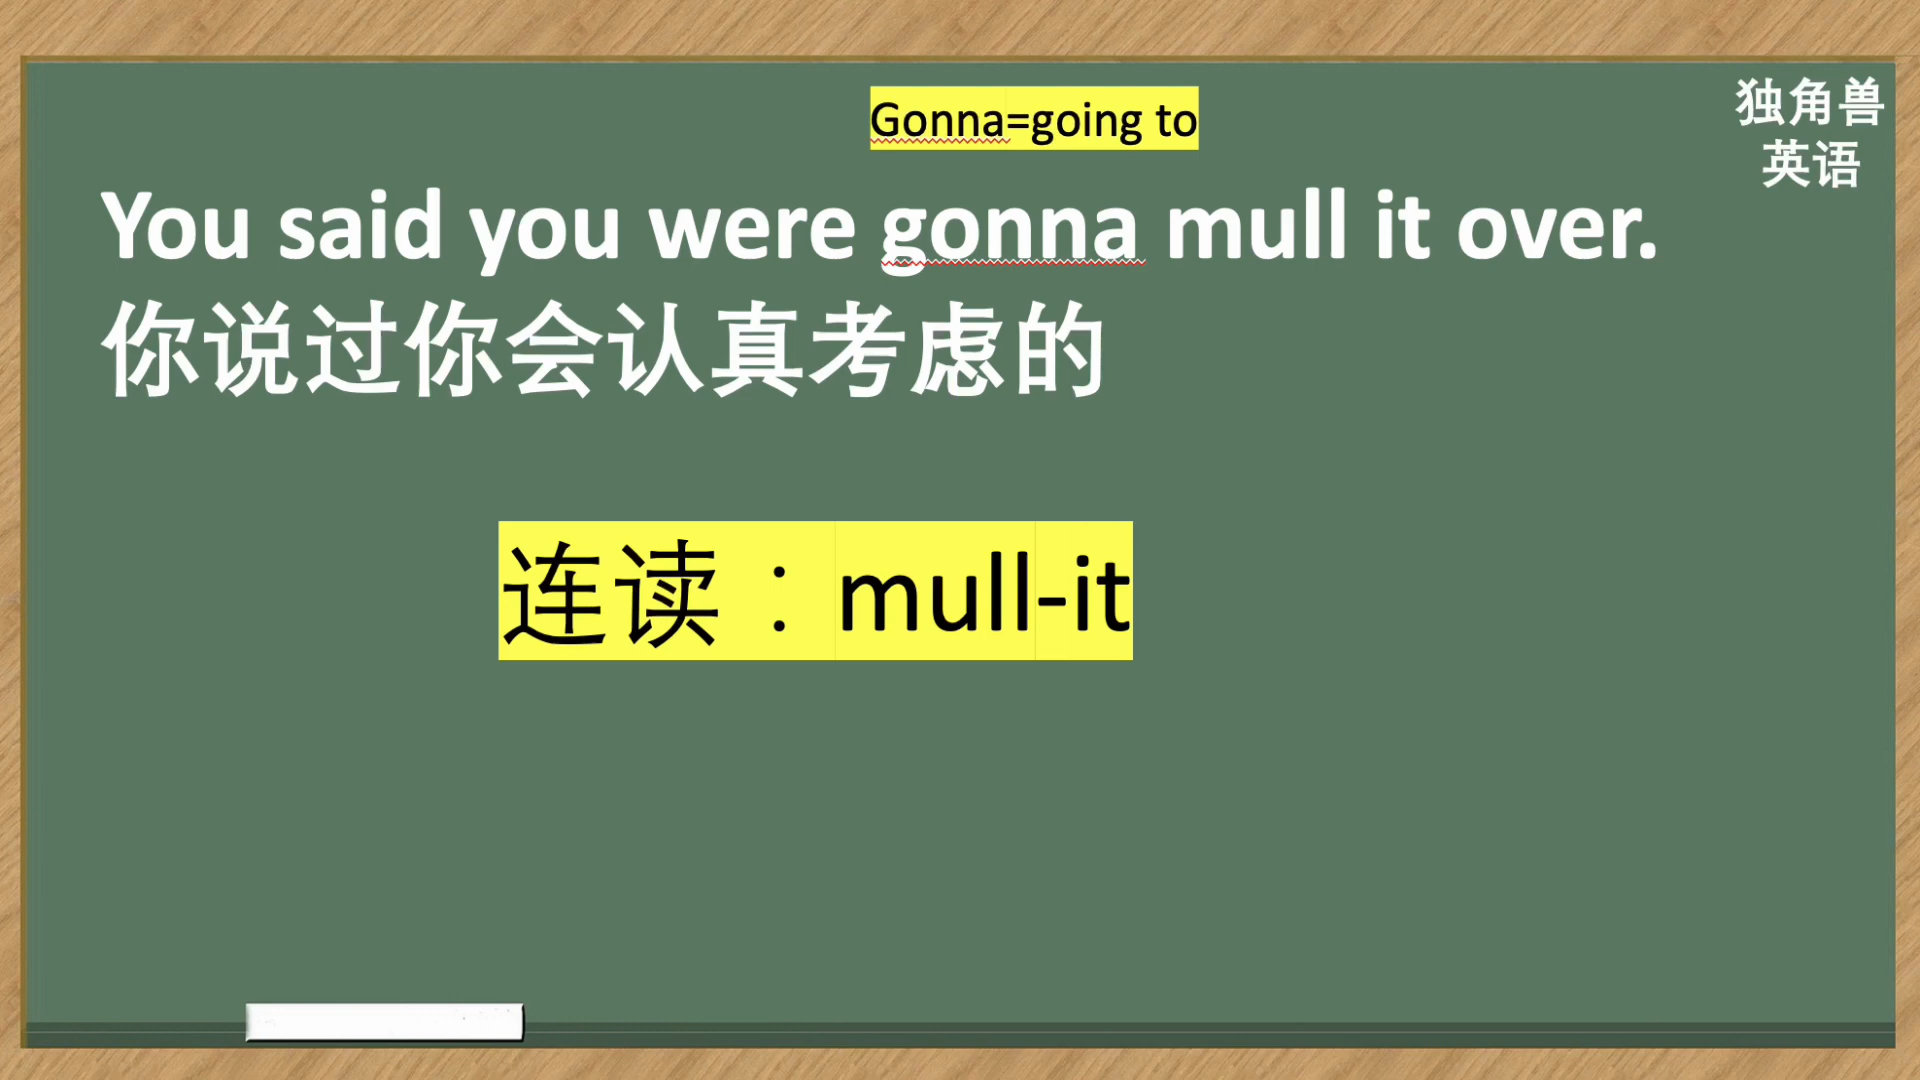 Gonna=going to
独角兽
英语
You said you were gonna mull it over.
你说过你会认真考虑的
连读：mull-it